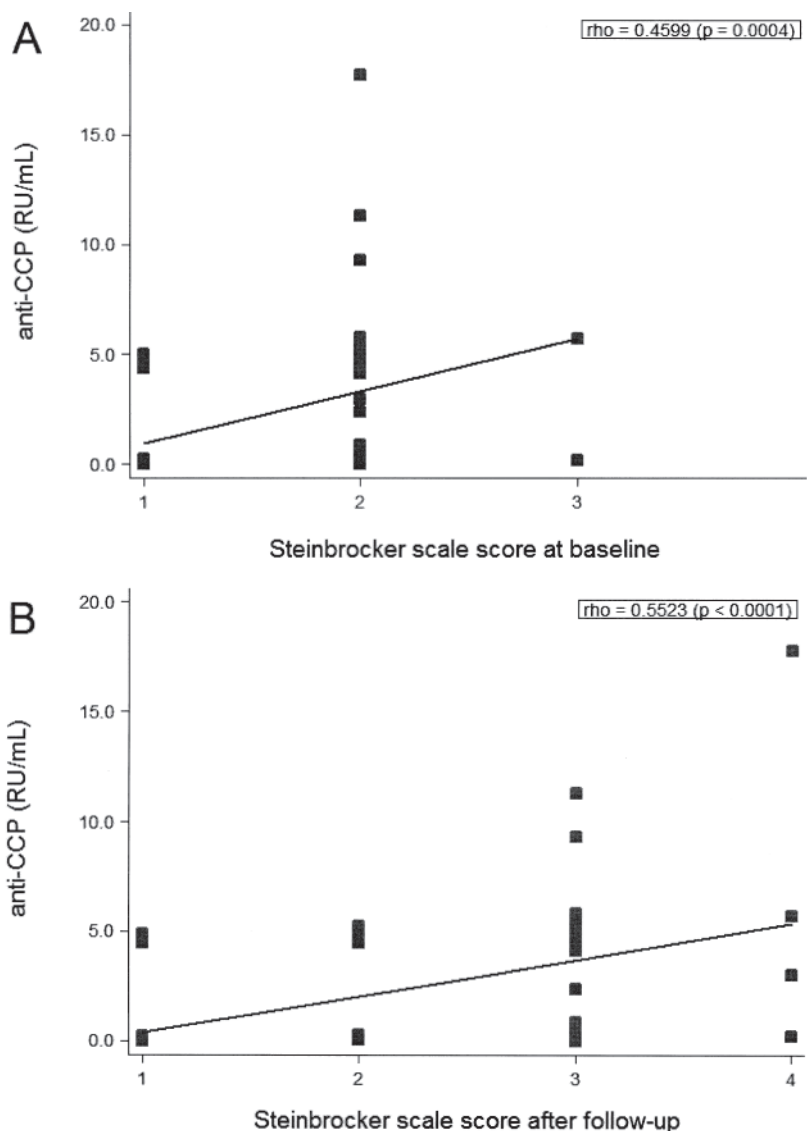 A
rho = 0.4599 (p = 0.0004)
20.0
15.0
10.0
5.0
0.0
anti-CCP (RU/mL)
1 2 3
Steinbrocker scale score at baseline
B
rho = 0.5523 (p < 0.0001)
20.0
15.0
10.0
5.0
0.0
anti-CCP (RU/mL)
1 2 3 4
Steinbrocker scale score after follow-up